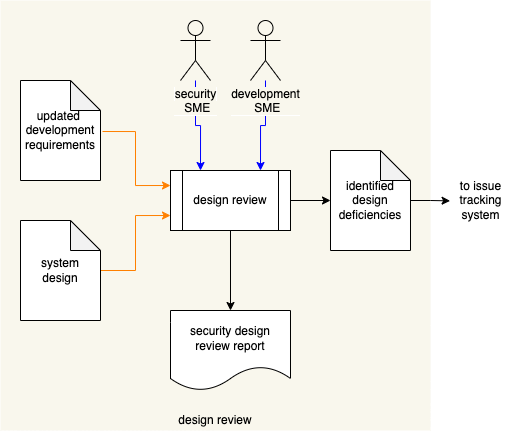 security
SME
development
SME
updated
development
requirements
design review
identified
design
deficiencies
to issue
tracking
system
system
design
security design
review report
design review